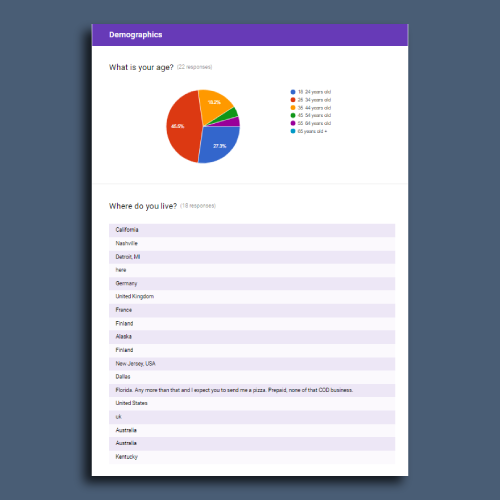 Demographics
What is your age? (22 responses)
18 24 years old
25 34 years old
35 44 years old
45 54 years old
55 64 years old
65 years old +
18.2%
45.5%
27.3%
Where do you live? (18 responses)
California
Nashville
Detroit, MI
here
Germany
United Kingdom
France
Finland
Alaska
Finland
New Jersey, USA
Dallas
Florida. Any more than that and I expect you to send me a pizza. Prepaid, none of that COD business.
United States
uk
Australia
Australia
Kentucky